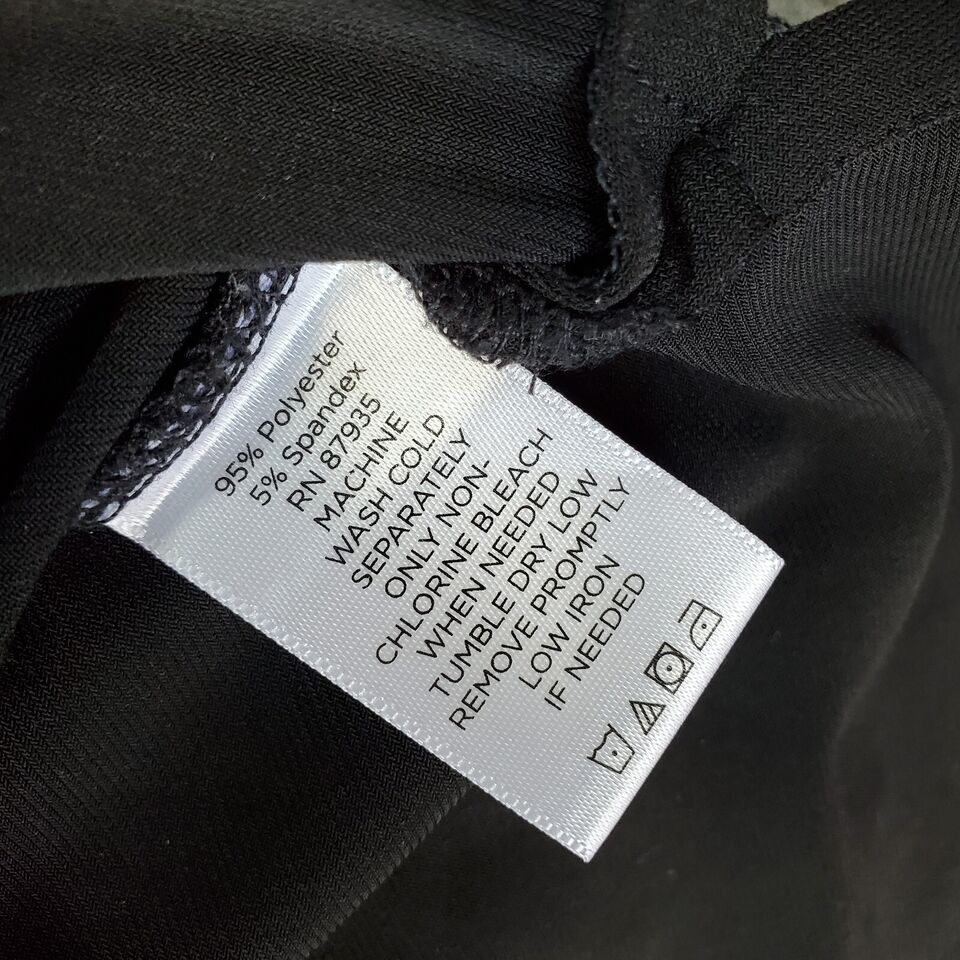 95% Polyester
5% Spandex
RN 87935
MACHINE
WASH COLD
SEPARATELY
ONLY NON-
CHLORINE BLEACH
WHEN NEEDED
TUMBLE DRY LOW
REMOVE PROMPTLY
LOW IRON
IF NEEDED